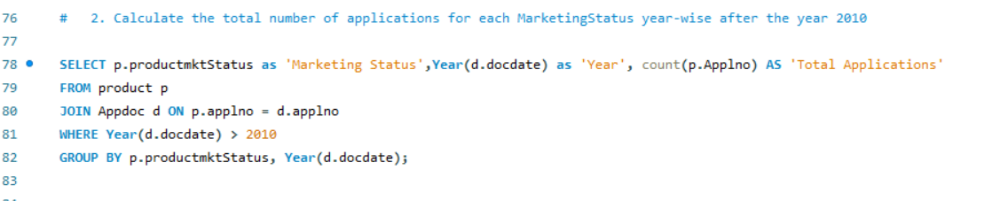 76 # 2. Calculate the total number of applications for each MarketingStatus year-wise after the year 2010
77
78 SELECT p.productmktStatus as 'Marketing Status',Year(d.docdate) as 'Year', count(p.Applno) AS 'Total Applications'
79 FROM product p
80 JOIN Appdoc d ON p.applno = d.applno
81 WHERE Year(d.docdate) > 2010
82 GROUP BY p.productmktStatus, Year(d.docdate);
83